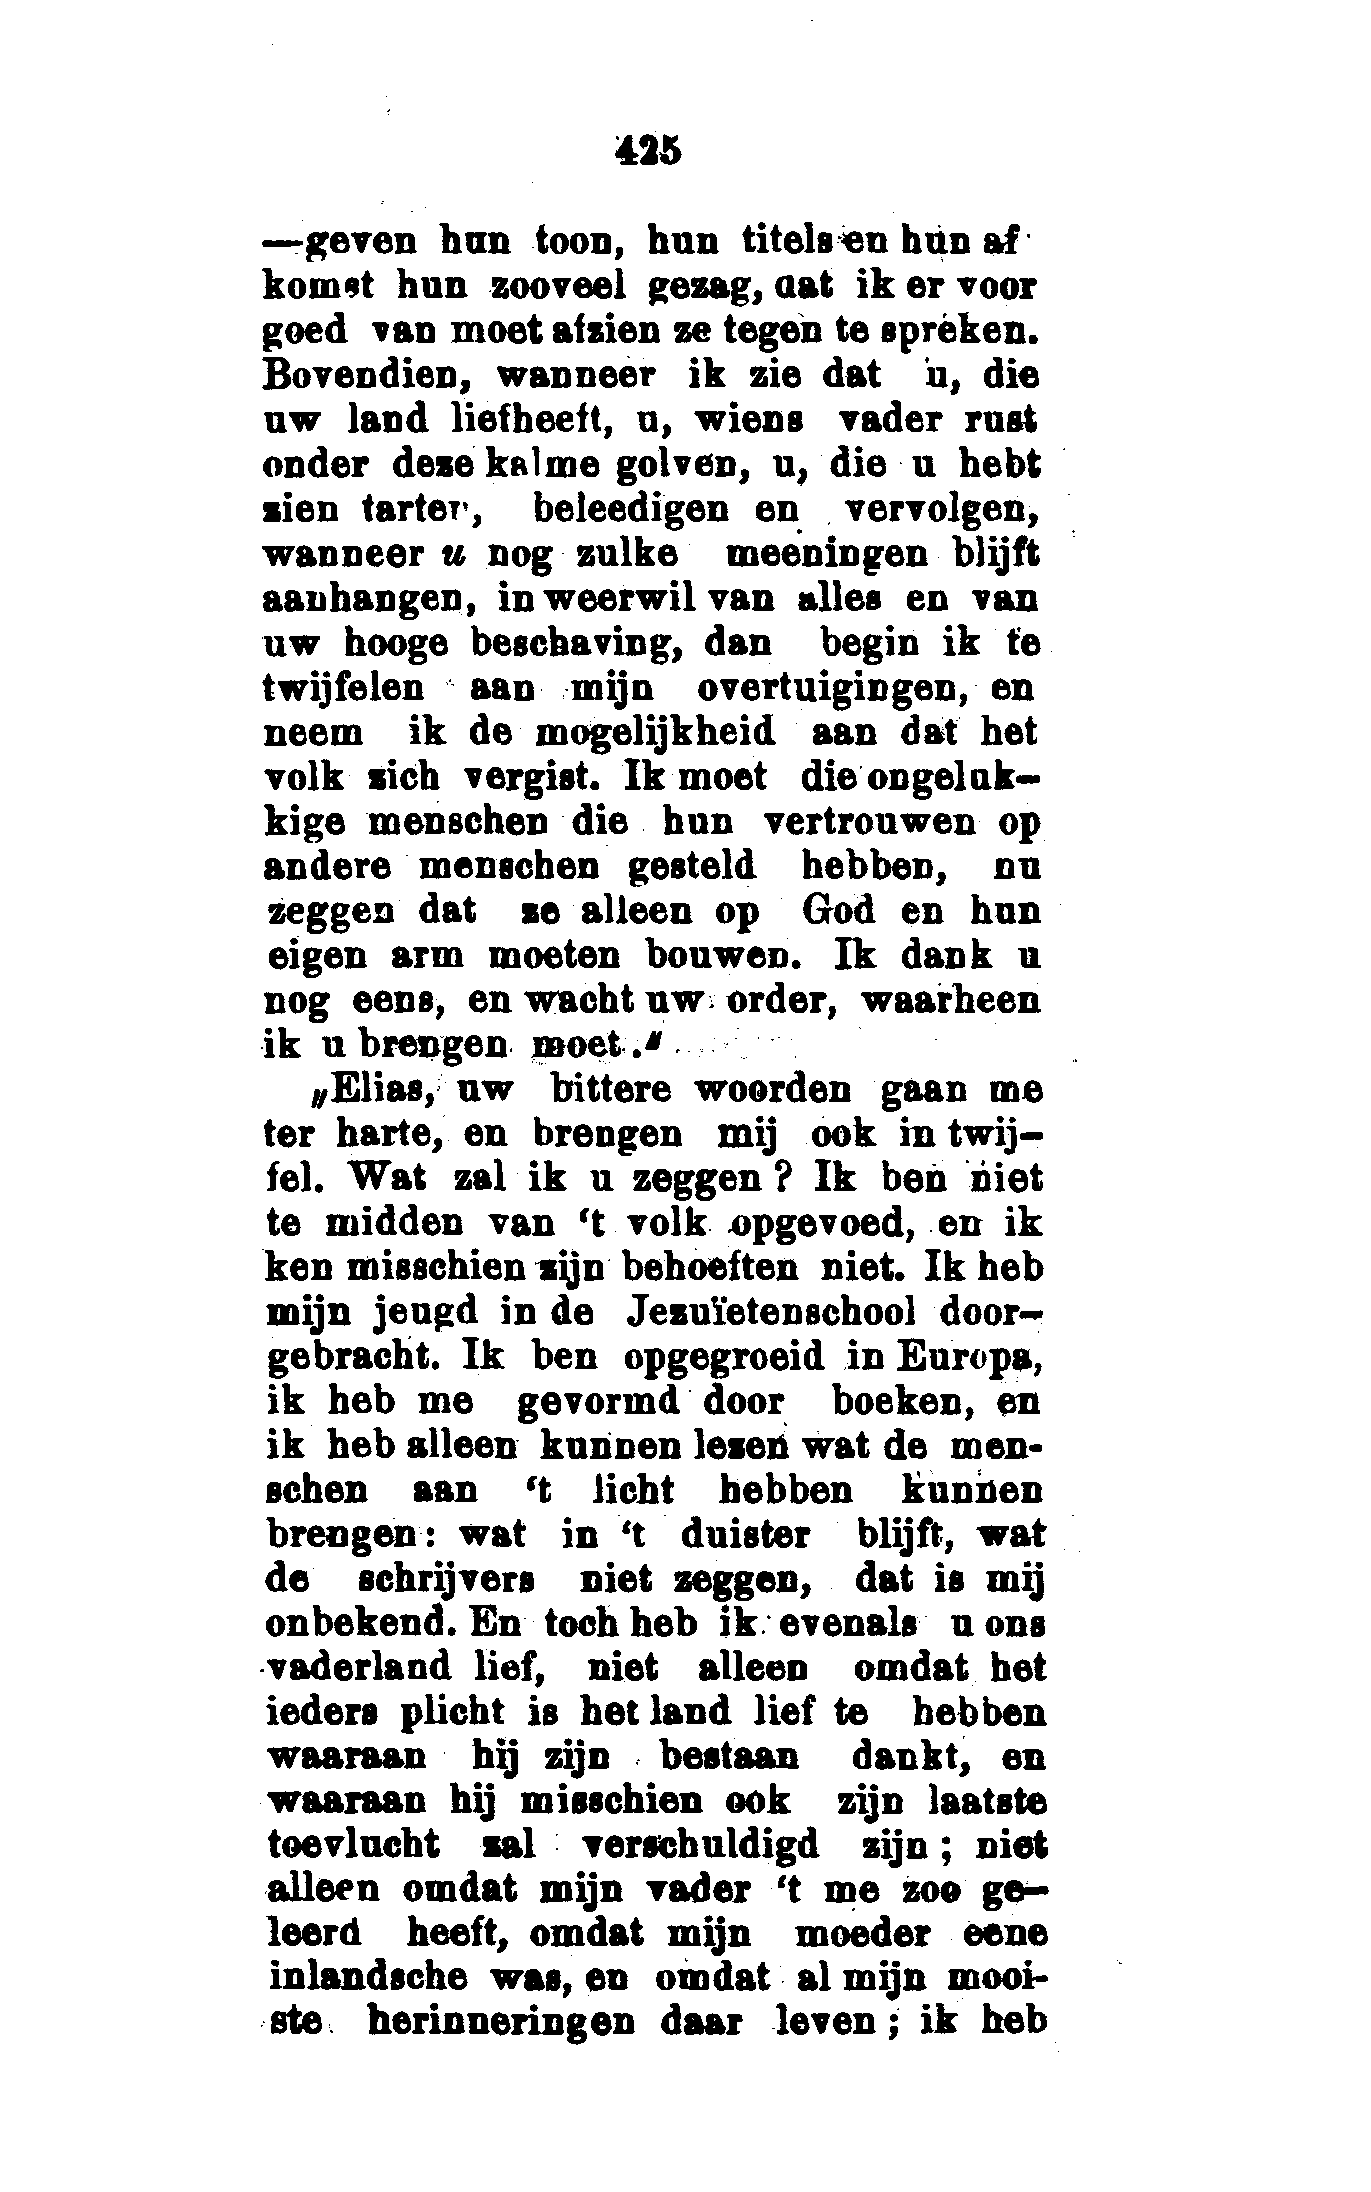 425
—geven hun toon, hun titels en hun af-
komst hun zooveel gezag, dat ik er voor
goed van moet afzien ze tegen te spreken.
Bovendien, wanneer ik zie dat u, die
uw land liefheeft, u, wiens vader rust
onder deze kalme golven, u, die u hebt
zien tarten, beleedigen en vervolgen,
wanneer u nog zulke meeningen blijft
aanhangen, in weerwil van alles en van
uw hooge beschaving, dan begin ik te
twijfelen aan mijn overtuigingen, en
neem ik de mogelijkheid aan dat het
volk zich vergist. Ik moet die ongeluk-
kige menschen die hun vertrouwen op
andere menschen gesteld hebben, nu
zeggen dat ze alleen op God en hun
eigen arm moeten bouwen. Ik dank u
nog eens, en wacht uw order, waarheen
ik u brengen moet."
„Elias, uw bittere woorden gaan me
ter harte, en brengen mij ook in twij-
fel. Wat zal ik u zeggen? Ik ben niet
te midden van ‘t volk opgevoed, en ik
ken misschien zijn behoeften niet. Ik heb
mijn jeugd in de Jezuïetenschool door-
gebracht. Ik ben opgegroeid in Europa,
ik heb me gevormd door boeken, en
ik heb alleen kunnen lezen wat de men-
schen aan ‘t licht hebben kunnen
brengen: wat in ‘t duister blijft, wat
de schrijvers niet zeggen, dat is mij
onbekend. En toch heb ik evenals u ons
vaderland lief, niet alleen omdat het
ieders plicht is het land lief te hebben
waaraan hij zijn bestaan dankt, en
waaraan hij misschien ook zijn laatste
toevlucht zal verschuldigd zijn; niet
alleen omdat mijn vader ‘t me zoo ge-
leerd heeft, omdat mijn moeder eene
inlandsche was, en omdat al mijn mooi-
ste herinneringen daar leven; ik heb